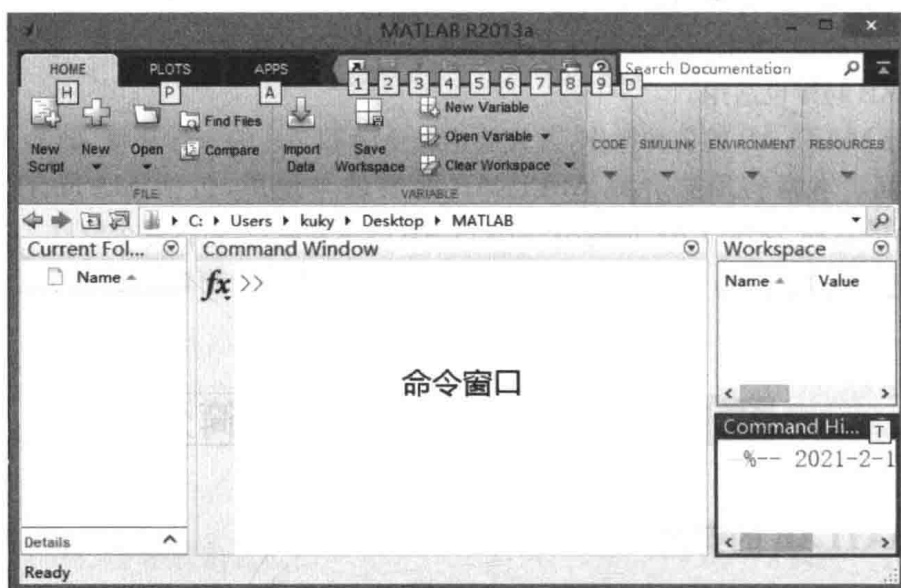 MATLAB R2013a
HOME PLOTS APPS Search Documentation
H P A 1 2 3 4 5 6 7 8 9 D
New Script New Open Find Files Compare Import Data Save Workspace New Variable Open Variable Clear Workspace CODE SIMULINK ENVIRONMENT RESOURCES
FILE VARIABLE
C: Users kuky Desktop MATLAB
Current Fol... Command Window Workspace
Name fx >> Name Value
命令窗口
Command Hi... T
%-- 2021-2-1
Details
Ready